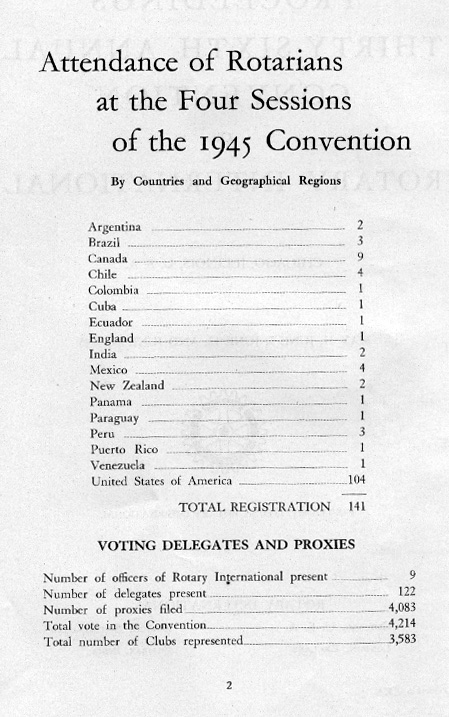 Attendance of Rotarians
at the Four Sessions
of the 1945 Convention
By Countries and Geographical Regions
Argentina 2
Brazil 3
Canada 9
Chile 4
Colombia 1
Cuba 1
Ecuador 1
England 1
India 2
Mexico 4
New Zealand 2
Panama 1
Paraguay 1
Peru 3
Puerto Rico 1
Venezuela 1
United States of America 104
TOTAL REGISTRATION 141
VOTING DELEGATES AND PROXIES
Number of officers of Rotary International present 9
Number of delegates present 122
Number of proxies filed 4,083
Total vote in the Convention 4,214
Total number of Clubs represented 3,583
2